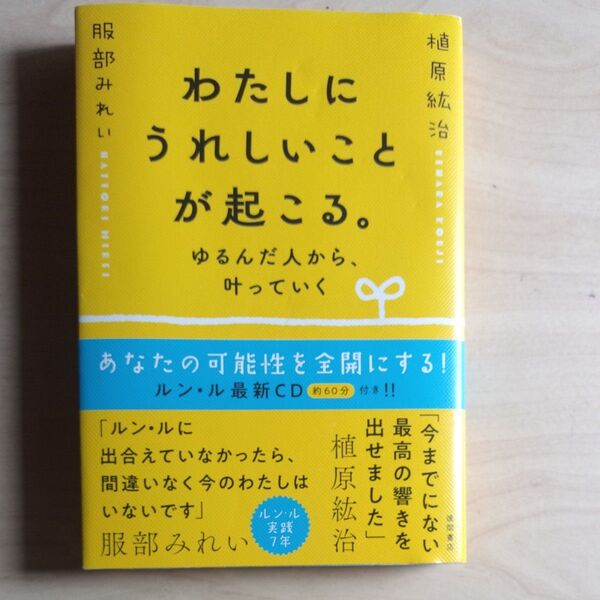 植原紘治
UEHARA KOUJI
服部みれい
HATTORI MIREI
わたしに
うれしいこと
が起こる。
ゆるんだ人から、
叶っていく
あなたの可能性を全開にする!
ルン・ル最新CD 約60分 付き!!
「今までにない
最高の響きを
出せました」
植原紘治
「ルン・ルに
出合えていなかったら、
間違いなく今のわたしは
いないです」
服部みれい
ルン・ル
実践
7年
徳間書店